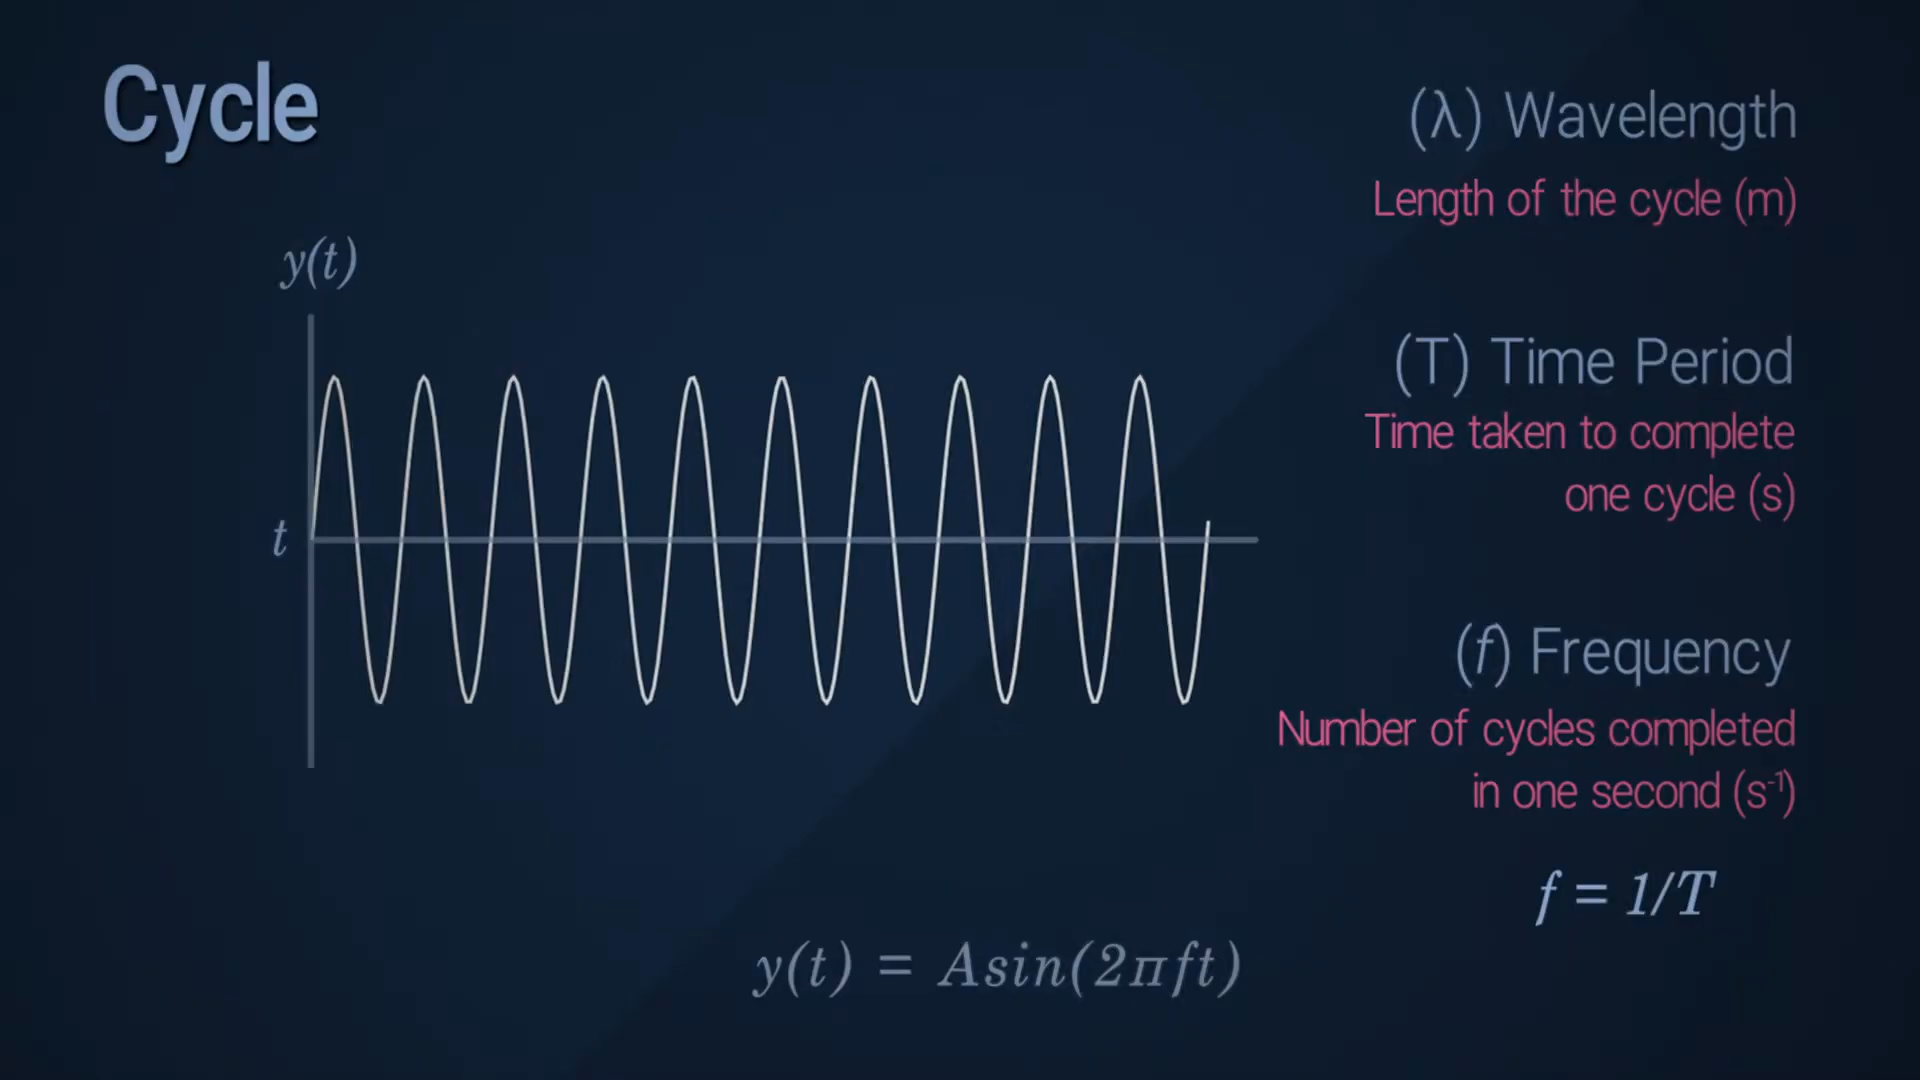 Cycle
(λ) Wavelength
Length of the cycle (m)
y(t)
(T) Time Period
Time taken to complete
one cycle (s)
t
(f) Frequency
Number of cycles completed
in one second (s⁻¹)
f = 1/T
y(t) = Asin(2πft)